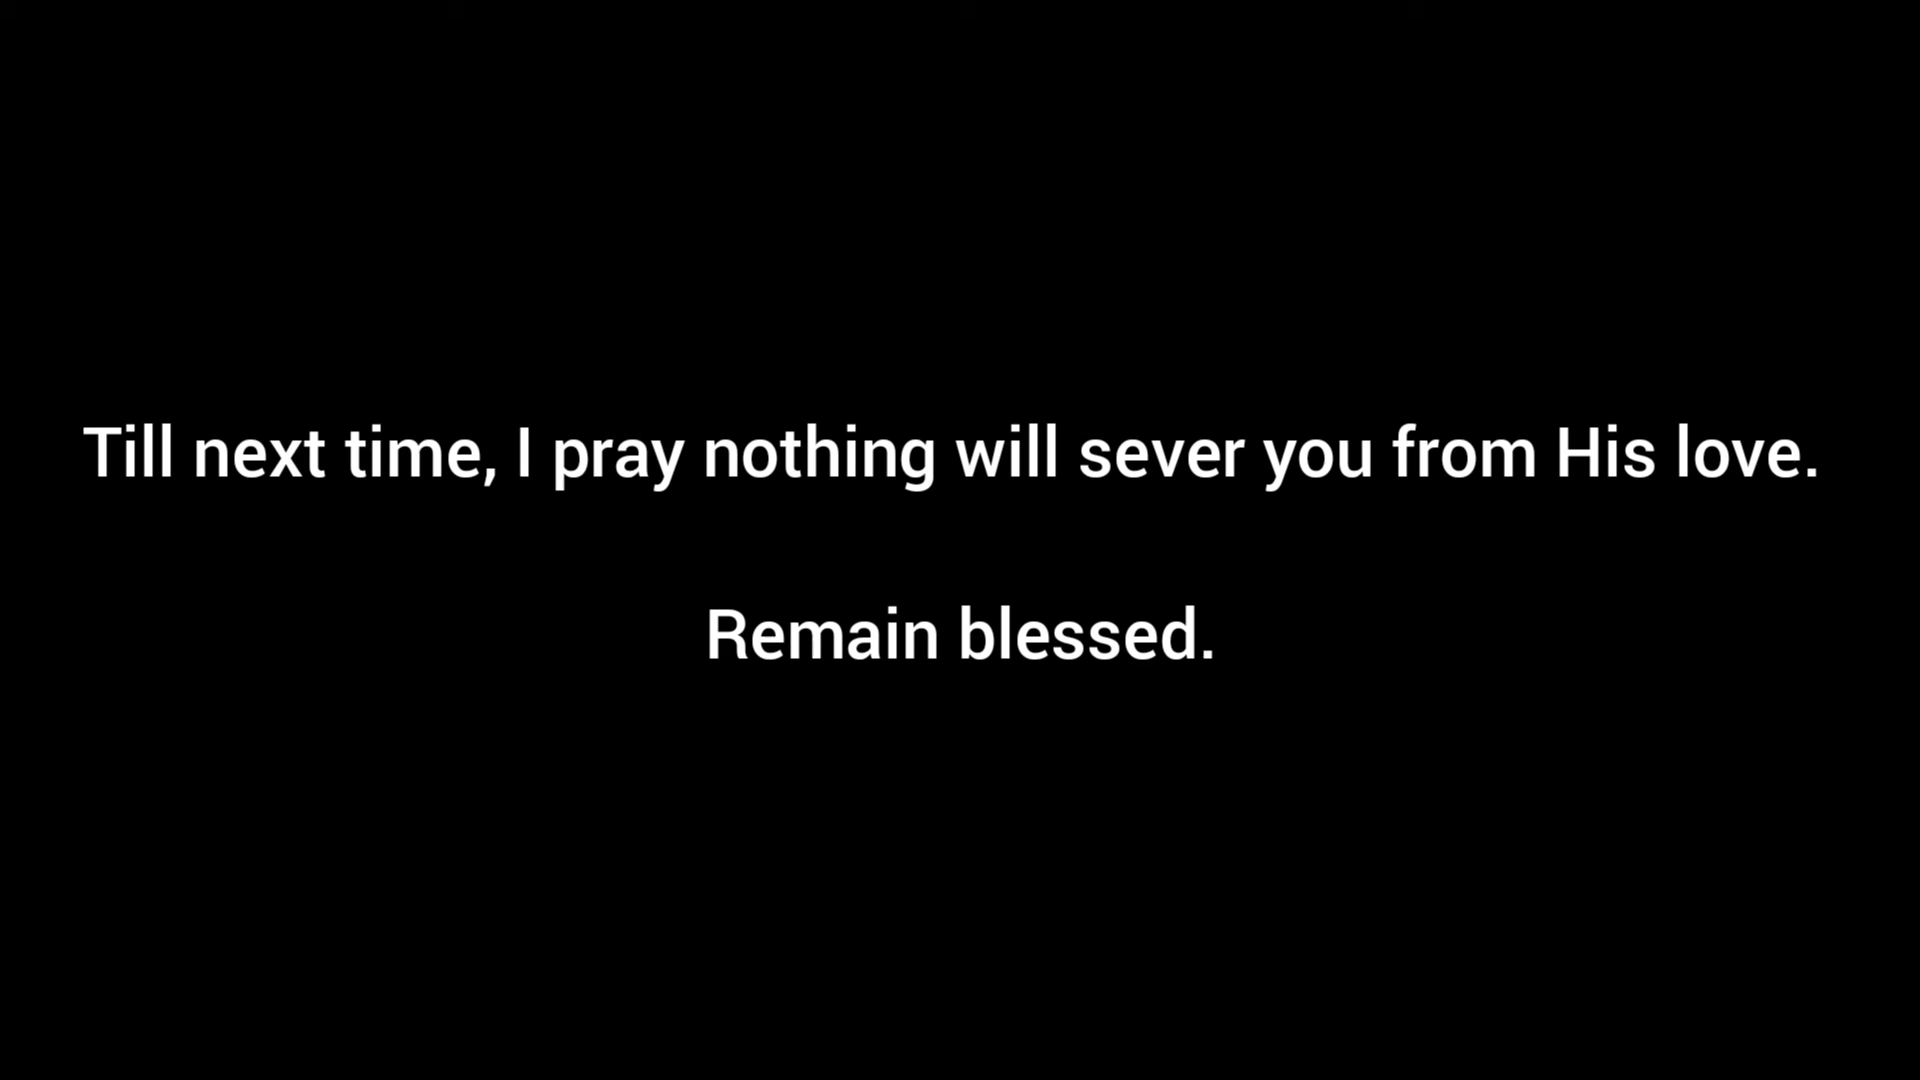 Till next time, I pray nothing will sever you from His love.
Remain blessed.